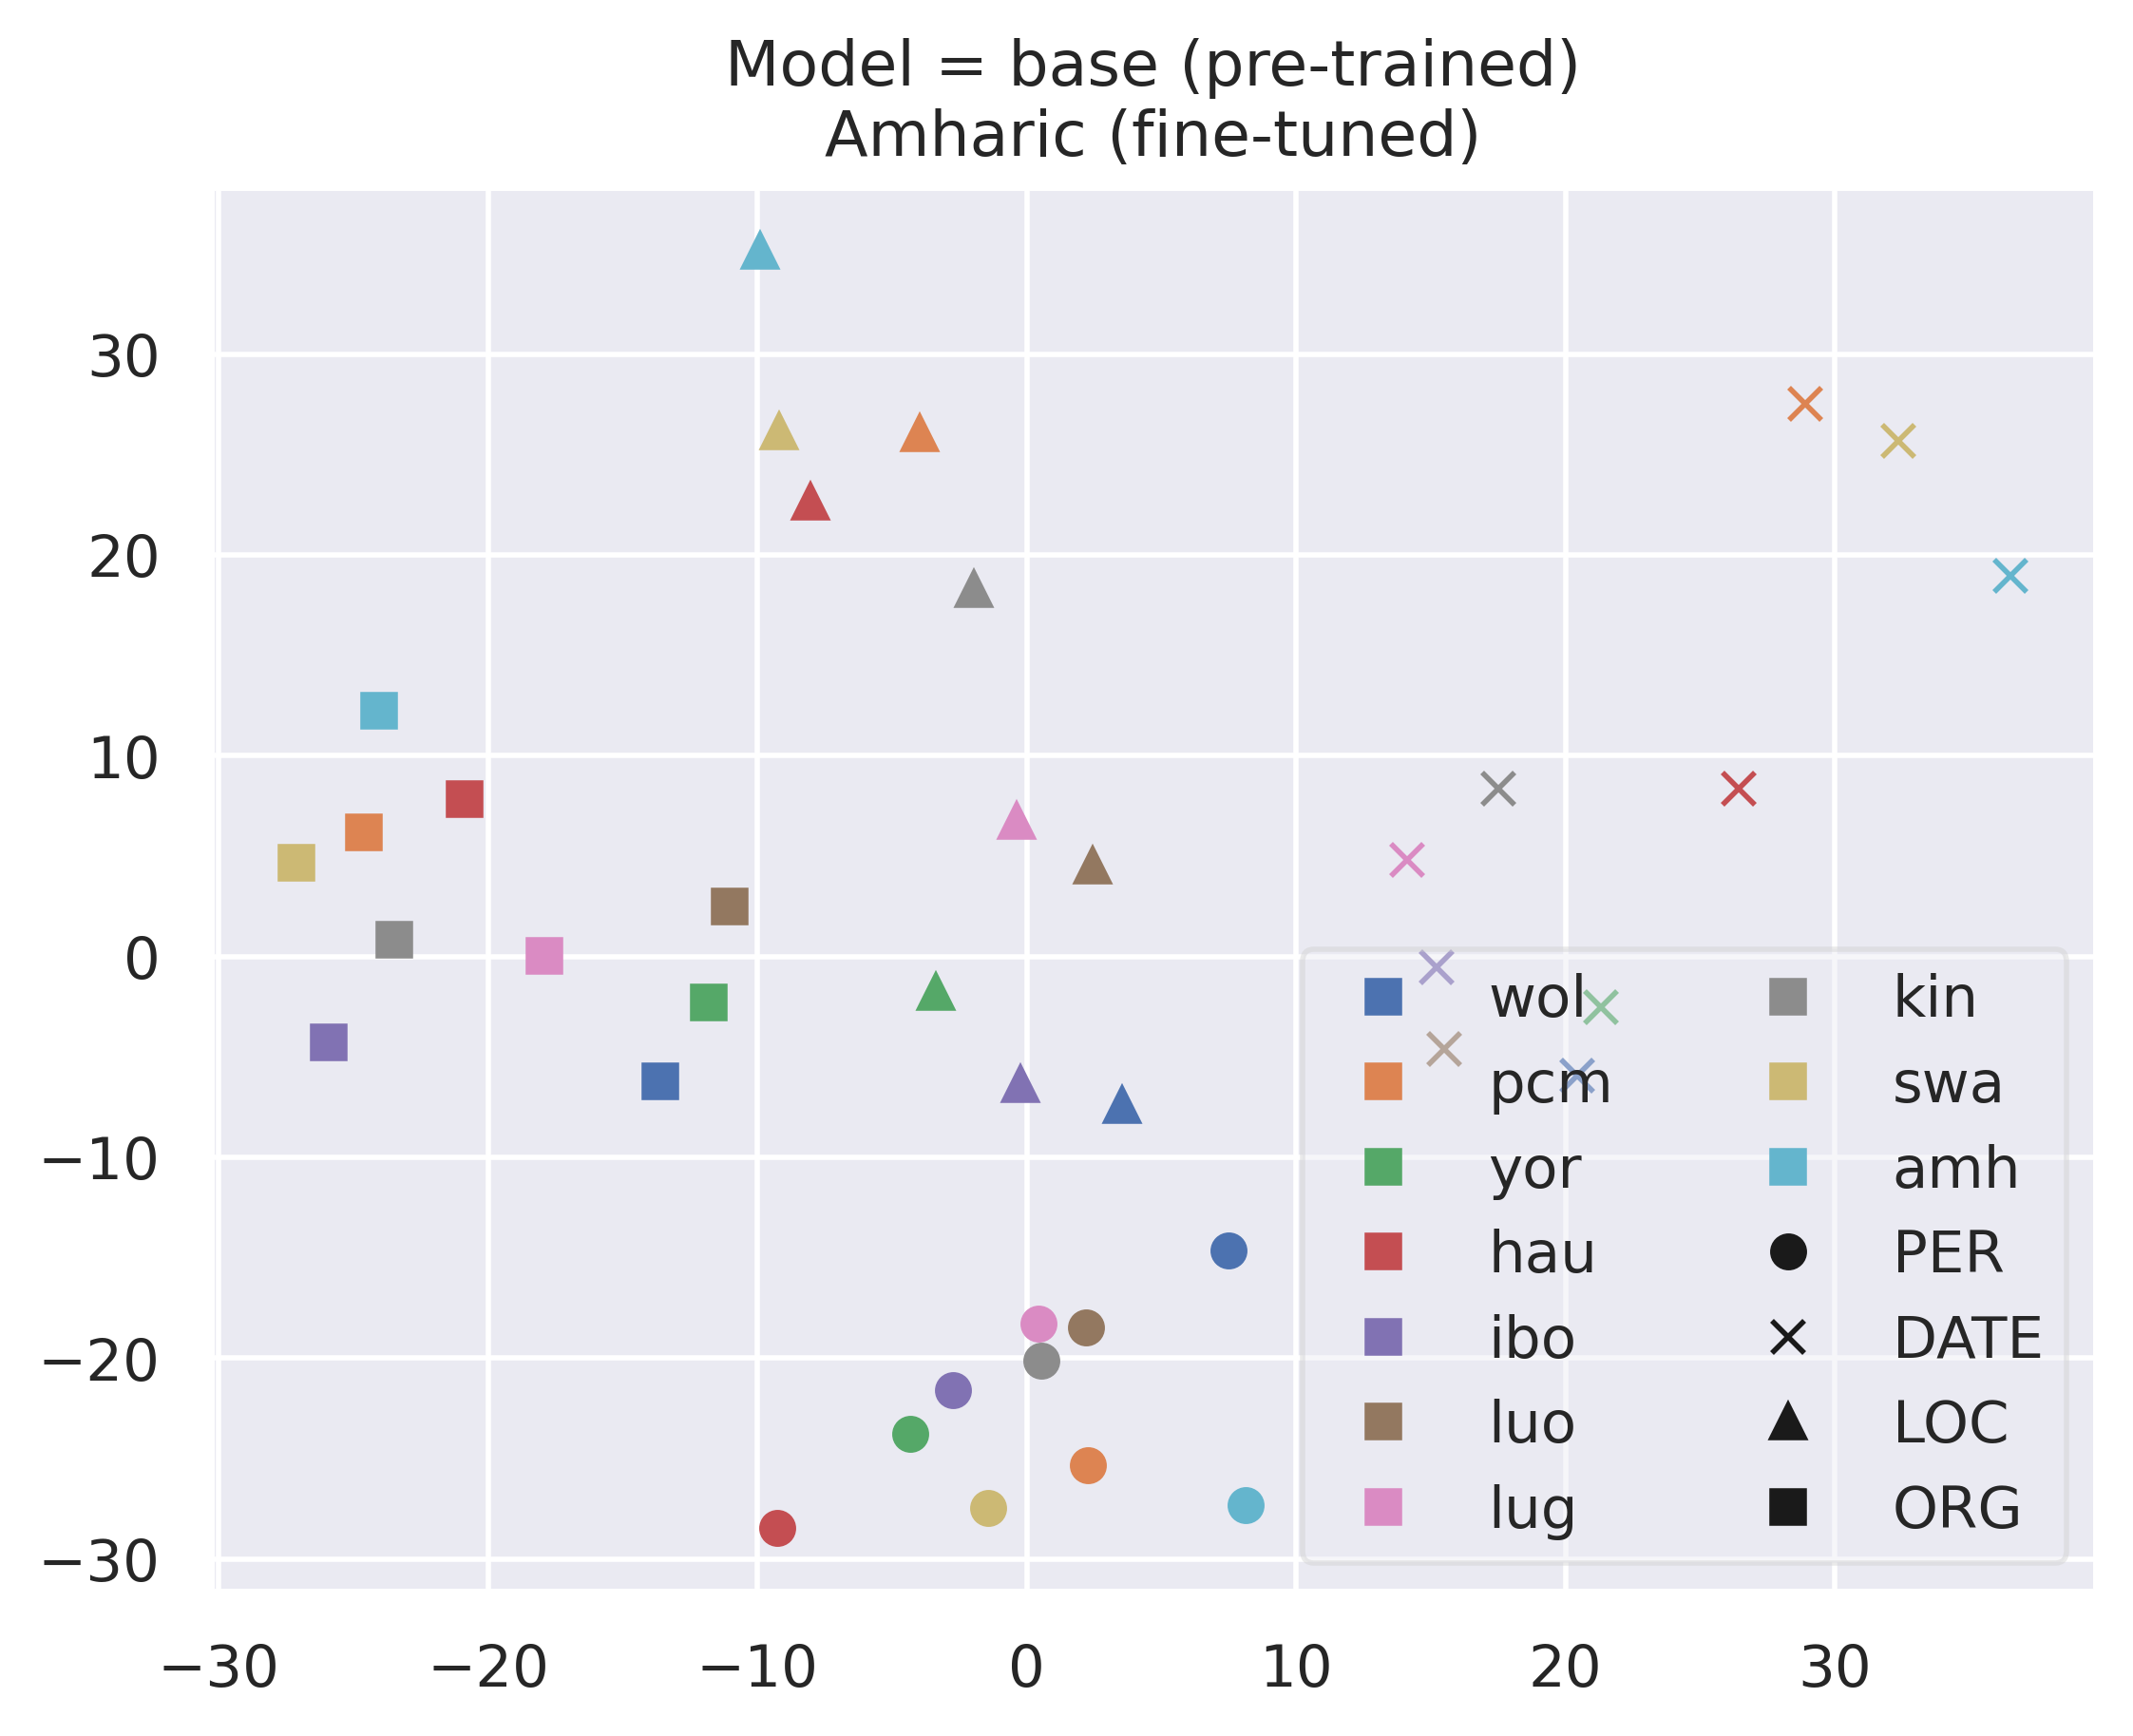 Model = base (pre-trained)
Amharic (fine-tuned)
30
20
10
0
−10
−20
−30
−30
−20
−10
0
10
20
30
wol
pcm
yor
hau
ibo
luo
lug
kin
swa
amh
PER
DATE
LOC
ORG